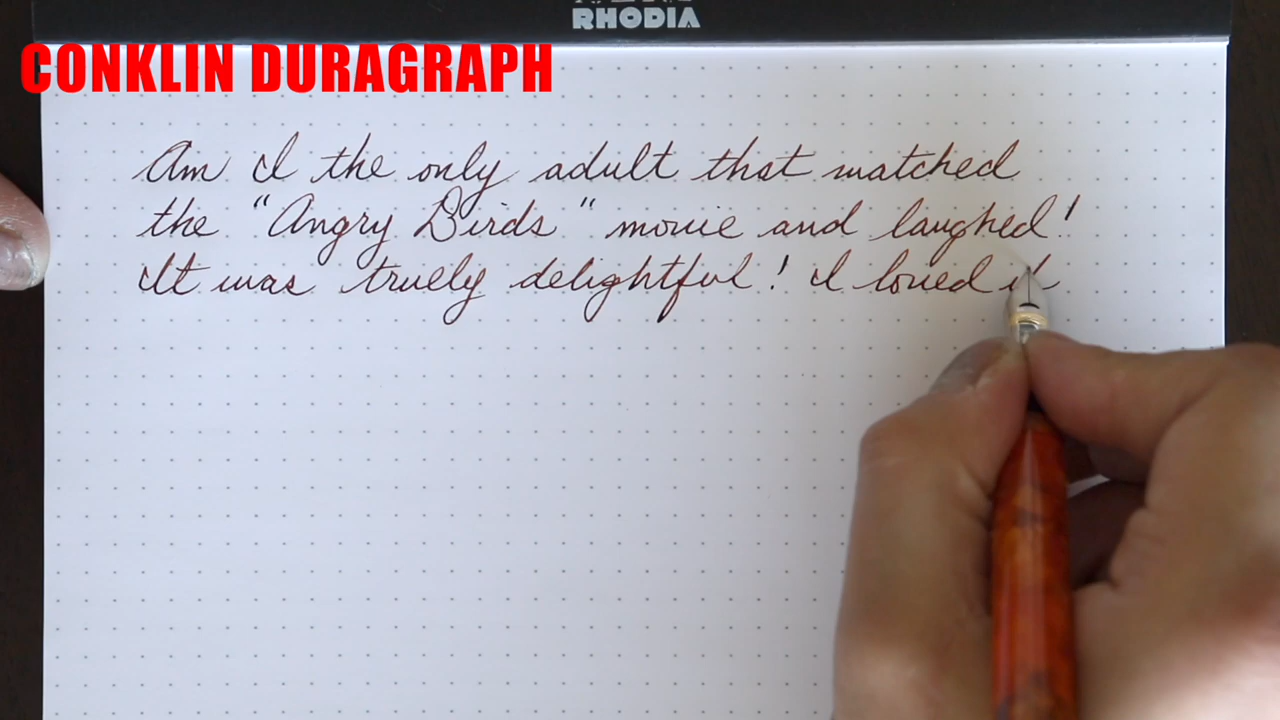 RHODIA
CONKLIN DURAGRAPH
Am I the only adult that watched
the "Angry Birds" movie and laughed!
It was truely delightful! I loved it